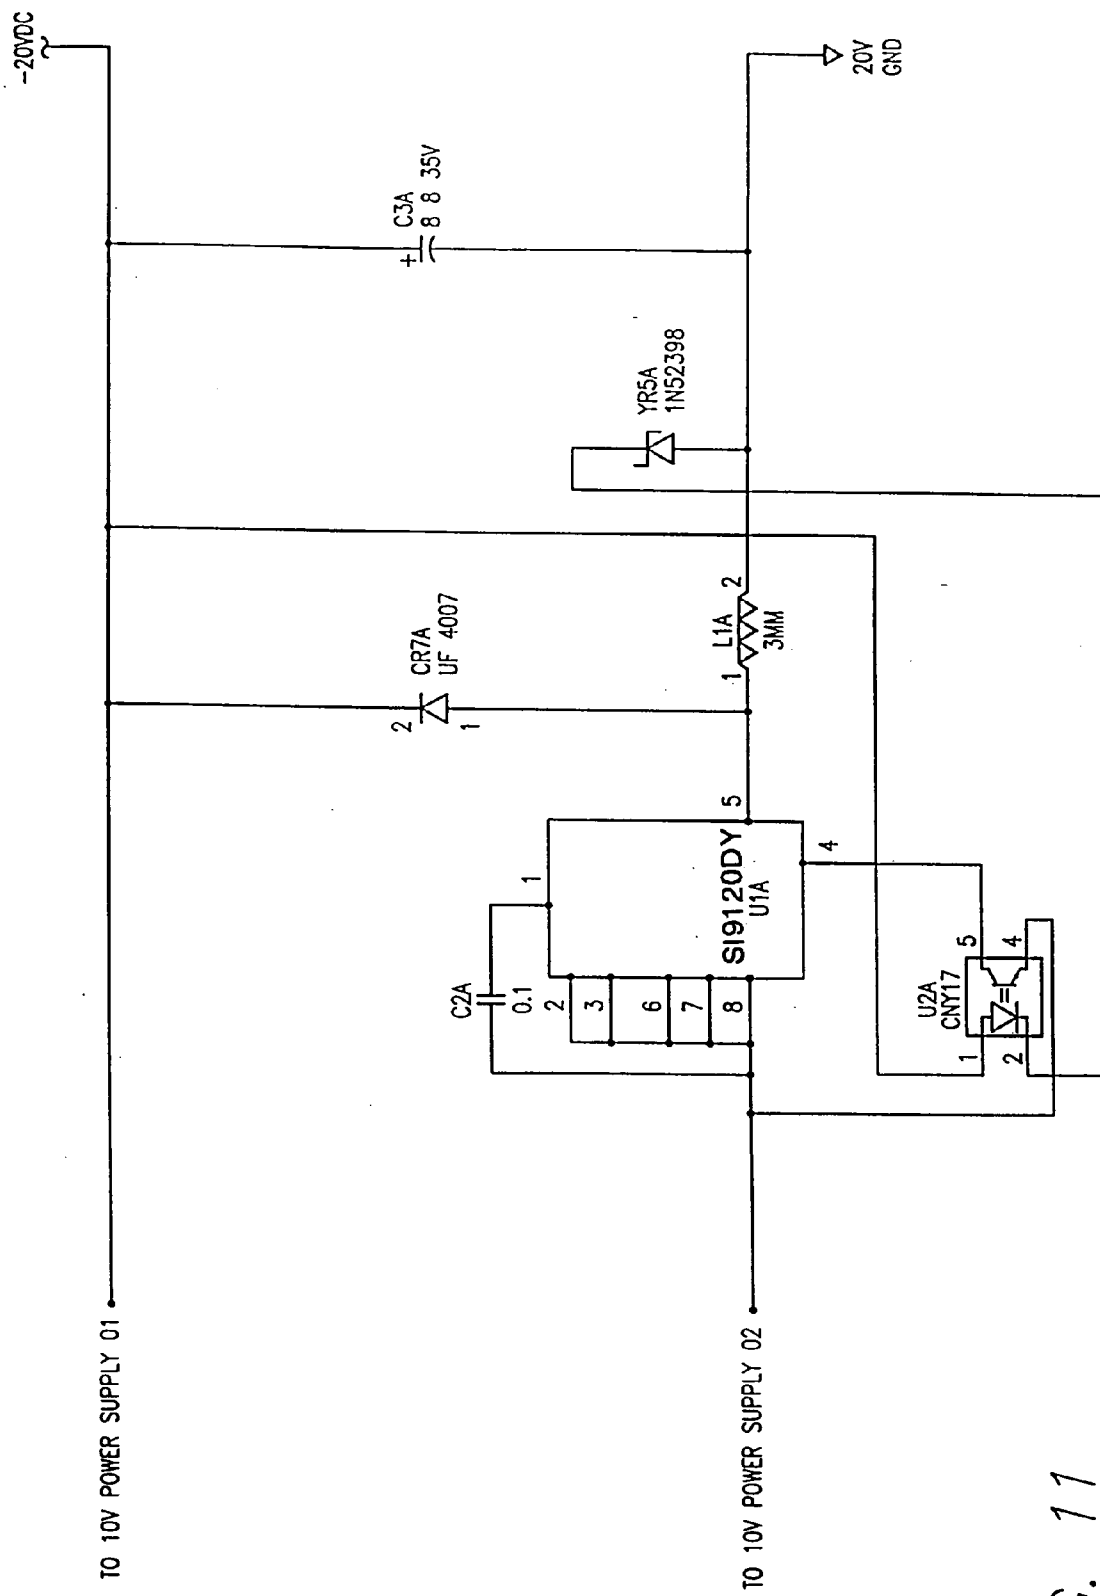 -20VDC
20V
GND
C3A
8 8 35V
+
YR5A
1N52398
CR7A
UF 4007
2
1
L1A
3MM
1
2
SI9120DY
U1A
1
5
4
2
3
6
7
8
C2A
0.1
U2A
CNY17
1
2
5
4
TO 10V POWER SUPPLY 01
TO 10V POWER SUPPLY 02
G. 11